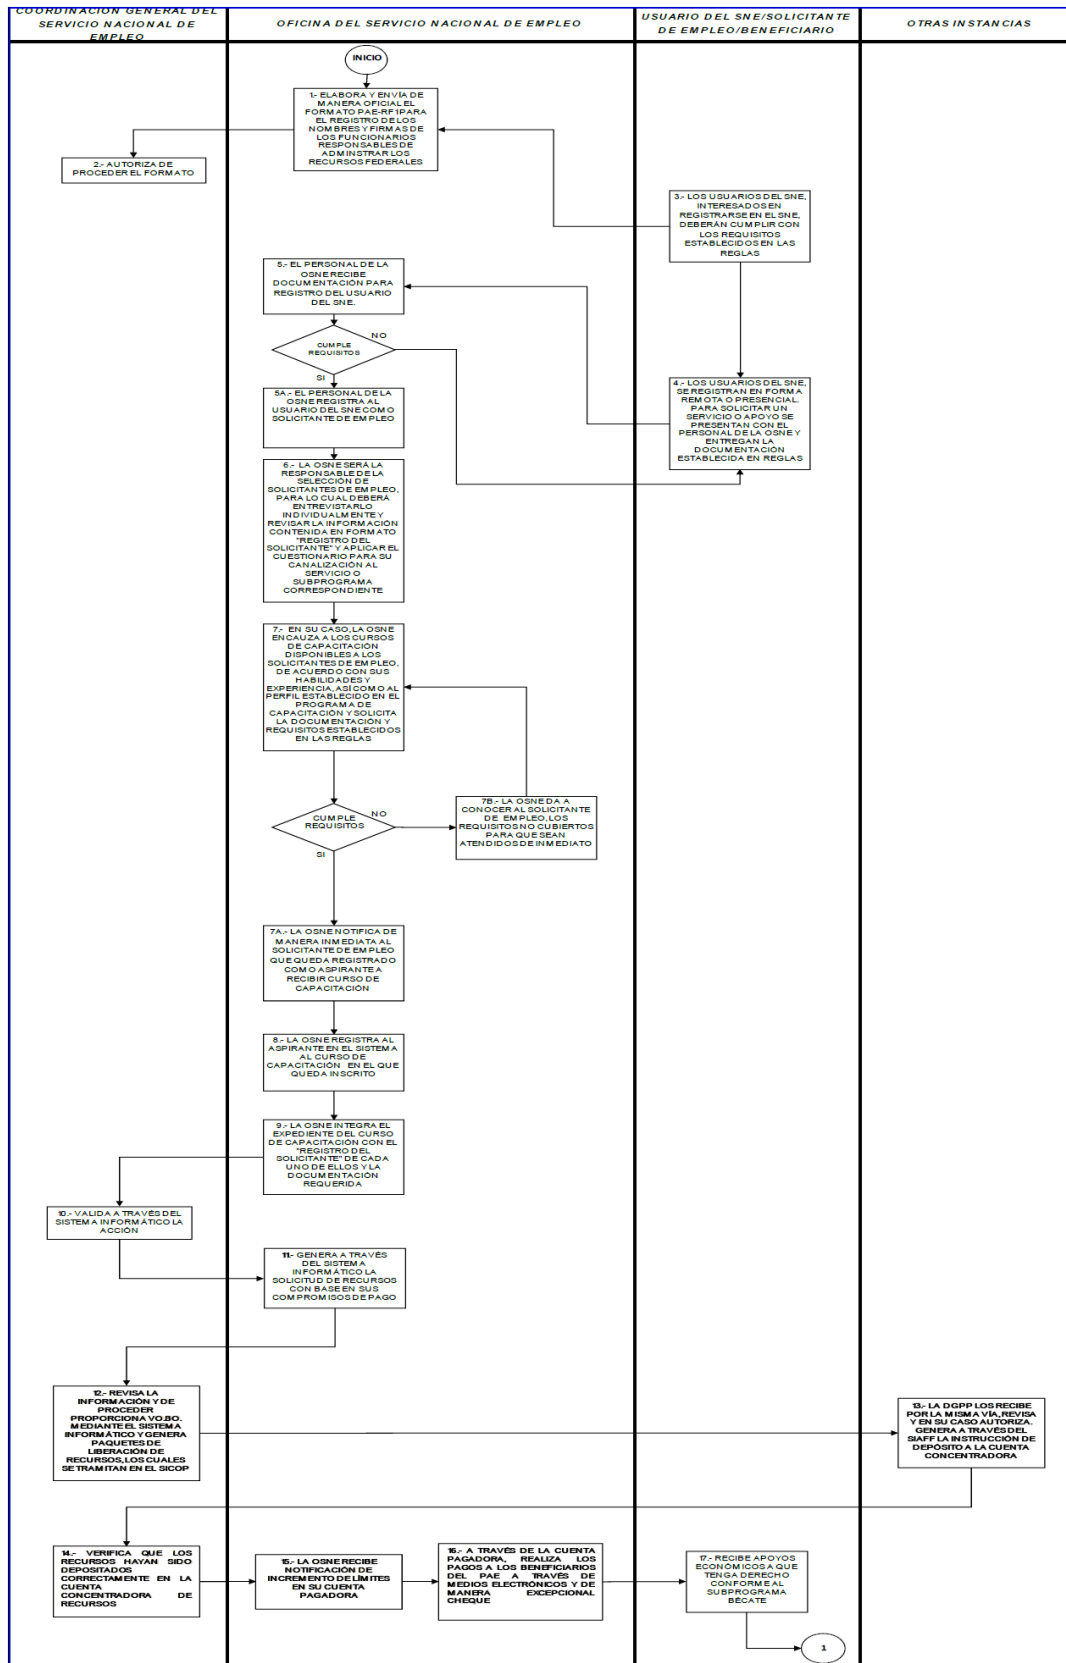 COORDINACIÓN GENERAL DEL
SERVICIO NACIONAL DE
EMPLEO
OFICINA DEL SERVICIO NACIONAL DE EMPLEO
USUARIO DEL SNE/SOLICITANTE
DE EMPLEO/BENEFICIARIO
OTRAS INSTANCIAS
INICIO
1.- ELABORA Y ENVÍA DE
MANERA OFICIAL EL
FORMATO PAE-RF1 PARA
EL REGISTRO DE LOS
NOMBRES Y FIRMAS DE
LOS FUNCIONARIOS
RESPONSABLES DE
ADMINSTRAR LOS
RECURSOS FEDERALES
2.- AUTORIZA DE
PROCEDER EL FORMATO
3.- LOS USUARIOS DEL SNE,
INTERESADOS EN
REGISTRARSE EN EL SNE,
DEBERÁN CUMPLIR CON
LOS REQUISITOS
ESTABLECIDOS EN LAS
REGLAS
5.- EL PERSONAL DE LA
OSNE RECIBE
DOCUMENTACIÓN PARA
REGISTRO DEL USUARIO
DEL SNE.
CUMPLE
REQUISITOS
NO
SI
4.- LOS USUARIOS DEL SNE,
SE REGISTRAN EN FORMA
REMOTA O PRESENCIAL.
PARA SOLICITAR UN
SERVICIO O APOYO SE
PRESENTAN CON EL
PERSONAL DE LA OSNE Y
ENTREGAN LA
DOCUMENTACIÓN
ESTABLECIDA EN REGLAS
5A.- EL PERSONAL DE LA
OSNE REGISTRA AL
USUARIO DEL SNE COMO
SOLICITANTE DE EMPLEO
6.- LA OSNE SERÁ LA
RESPONSABLE DE LA
SELECCIÓN DE
SOLICITANTES DE EMPLEO,
PARA LO CUAL DEBERÁ
ENTREVISTARLO
INDIVIDUALMENTE Y
REVISAR LA INFORMACIÓN
CONTENIDA EN FORMATO
"REGISTRO DEL
SOLICITANTE" Y APLICAR EL
CUESTIONARIO PARA SU
CANALIZACIÓN AL
SERVICIO O
SUBPROGRAMA
CORRESPONDIENTE
7.- EN SU CASO, LA OSNE
ENCAUZA A LOS CURSOS
DE CAPACITACIÓN
DISPONIBLES A LOS
SOLICITANTES DE EMPLEO,
DE ACUERDO CON SUS
HABILIDADES Y
EXPERIENCIA, ASÍ COMO AL
PERFIL ESTABLECIDO EN EL
PROGRAMA DE
CAPACITACIÓN Y SOLICITA
LA DOCUMENTACIÓN Y
REQUISITOS ESTABLECIDOS
EN LAS REGLAS
CUMPLE
REQUISITOS
NO
SI
7B.- LA OSNE DA A
CONOCER AL SOLICITANTE
DE EMPLEO, LOS
REQUISITOS NO CUBIERTOS
PARA QUE SEAN
ATENDIDOS DE INMEDIATO
7A.- LA OSNE NOTIFICA DE
MANERA INMEDIATA AL
SOLICITANTE DE EMPLEO
QUE QUEDA REGISTRADO
COMO ASPIRANTE A
RECIBIR CURSO DE
CAPACITACIÓN
8.- LA OSNE REGISTRA AL
ASPIRANTE EN EL SISTEMA
AL CURSO DE
CAPACITACIÓN EN EL QUE
QUEDA INSCRITO
9.- LA OSNE INTEGRA EL
EXPEDIENTE DEL CURSO
DE CAPACITACIÓN CON EL
"REGISTRO DEL
SOLICITANTE" DE CADA
UNO DE ELLOS Y LA
DOCUMENTACIÓN
REQUERIDA
10.- VALIDA A TRAVÉS DEL
SISTEMA INFORMÁTICO LA
ACCIÓN
11.- GENERA A TRAVÉS
DEL SISTEMA
INFORMÁTICO LA
SOLICITUD DE RECURSOS
CON BASE EN SUS
COMPROMISOS DE PAGO
12.- REVISA LA
INFORMACIÓN Y DE
PROCEDER
PROPORCIONA VO.BO.
MEDIANTE EL SISTEMA
INFORMÁTICO Y GENERA
PAQUETES DE
LIBERACIÓN DE
RECURSOS, LOS CUALES
SE TRAMITAN EN EL SICOP
13.- LA DGPP LOS RECIBE
POR LA MISMA VÍA, REVISA
Y EN SU CASO AUTORIZA.
GENERA A TRAVÉS DEL
SIAFF LA INSTRUCCIÓN DE
DEPÓSITO A LA CUENTA
CONCENTRADORA
14.- VERIFICA QUE LOS
RECURSOS HAYAN SIDO
DEPOSITADOS
CORRECTAMENTE EN LA
CUENTA
CONCENTRADORA DE
RECURSOS
15.- LA OSNE RECIBE
NOTIFICACIÓN DE
INCREMENTO DE LÍMITES
EN SU CUENTA
PAGADORA
16.- A TRAVÉS DE LA CUENTA
PAGADORA, REALIZA LOS
PAGOS A LOS BENEFICIARIOS
DEL PAE A TRAVÉS DE
MEDIOS ELECTRÓNICOS Y DE
MANERA EXCEPCIONAL
CHEQUE
17.- RECIBE APOYOS
ECONÓMICOS A QUE
TENGA DERECHO
CONFORME AL
SUBPROGRAMA
BÉCATE
1